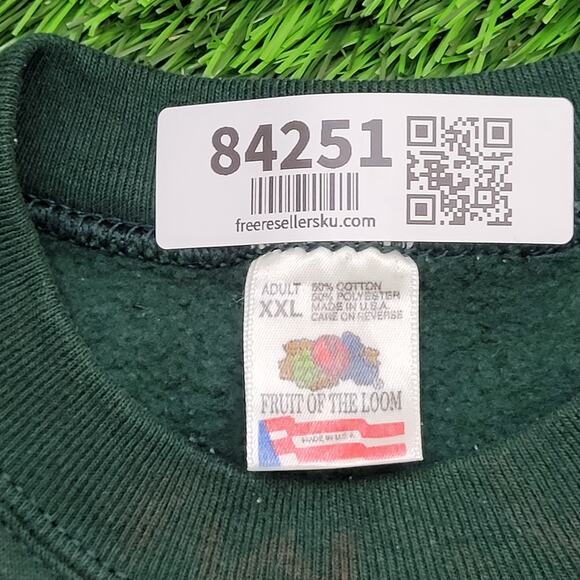 84251
freeresellersku.com
ADULT
XXL
50% COTTON
50% POLYESTER
MADE IN U.S.A.
CARE ON REVERSE
FRUIT OF THE LOOM
MADE IN U.S.A.